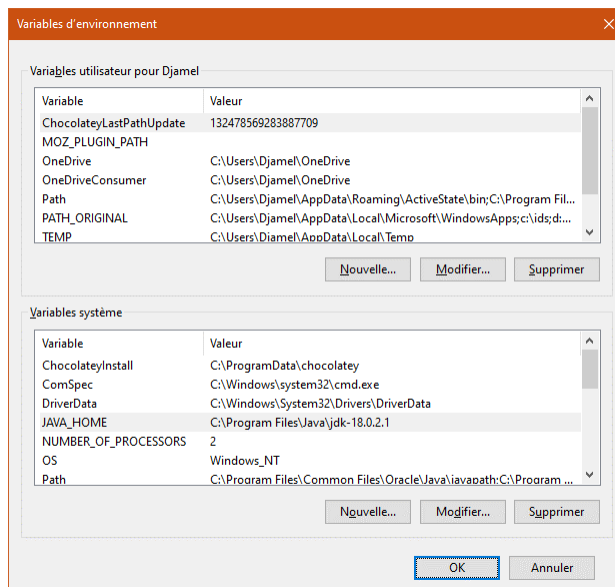 Variables d'environnement
Variables utilisateur pour Djamel
Variable Valeur
ChocolateyLastPathUpdate 132478569283887709
MOZ_PLUGIN_PATH
OneDrive C:\Users\Djamel\OneDrive
OneDriveConsumer C:\Users\Djamel\OneDrive
Path C:\Users\Djamel\AppData\Roaming\ActiveState\bin;C:\Program Fil...
PATH_ORIGINAL C:\Users\Djamel\AppData\Local\Microsoft\WindowsApps;c:\ids;d:...
TEMP C:\Users\Djamel\AppData\Local\Temp
Nouvelle... Modifier... Supprimer
Variables système
Variable Valeur
ChocolateyInstall C:\ProgramData\chocolatey
ComSpec C:\Windows\system32\cmd.exe
DriverData C:\Windows\System32\Drivers\DriverData
JAVA_HOME C:\Program Files\Java\jdk-18.0.2.1
NUMBER_OF_PROCESSORS 2
OS Windows_NT
Path C:\Program Files\Common Files\Oracle\Java\javapath;C:\Program ...
Nouvelle... Modifier... Supprimer
OK Annuler